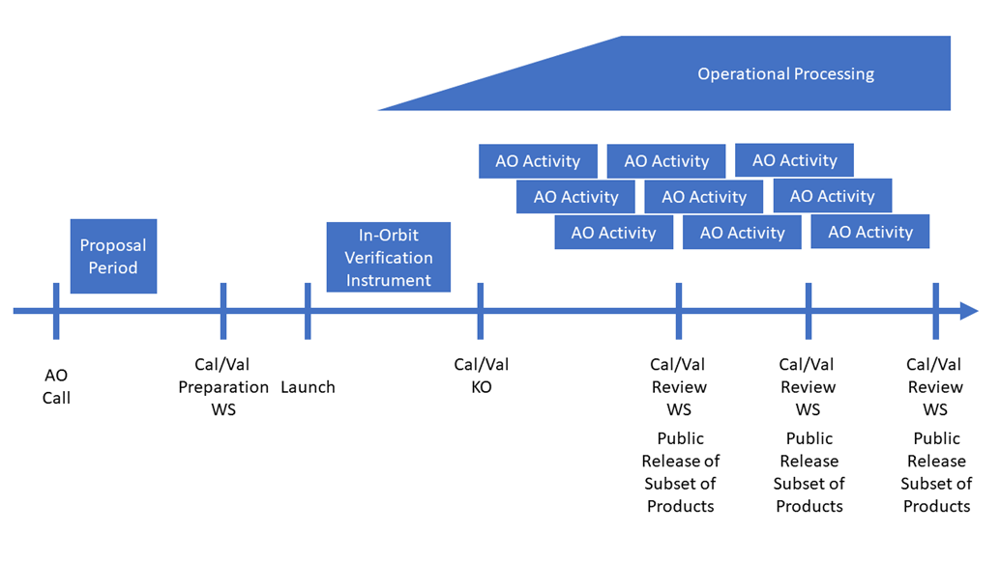 Operational Processing
AO Activity
AO Activity
AO Activity
AO Activity
AO Activity
AO Activity
AO Activity
AO Activity
AO Activity
Proposal
Period
In-Orbit
Verification
Instrument
AO
Call
Cal/Val
Preparation
WS
Launch
Cal/Val
KO
Cal/Val
Review
WS
Public
Release of
Subset of
Products
Cal/Val
Review
WS
Public
Release
Subset of
Products
Cal/Val
Review
WS
Public
Release
Subset of
Products